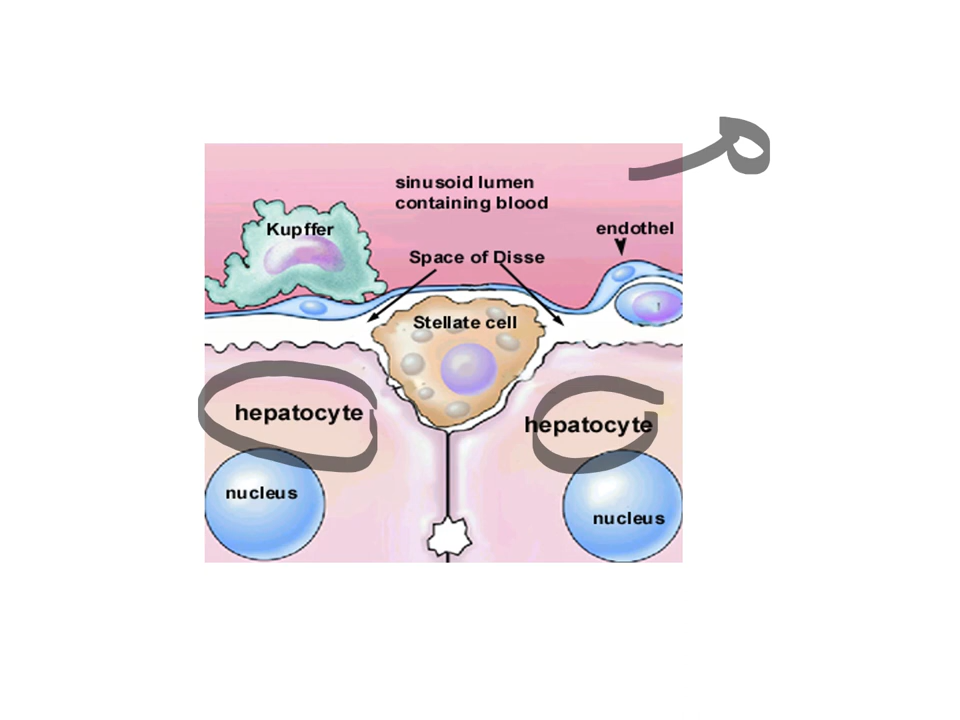 sinusoid lumen
containing blood
Kupffer
endothel
Space of Disse
Stellate cell
hepatocyte
hepatocyte
nucleus
nucleus